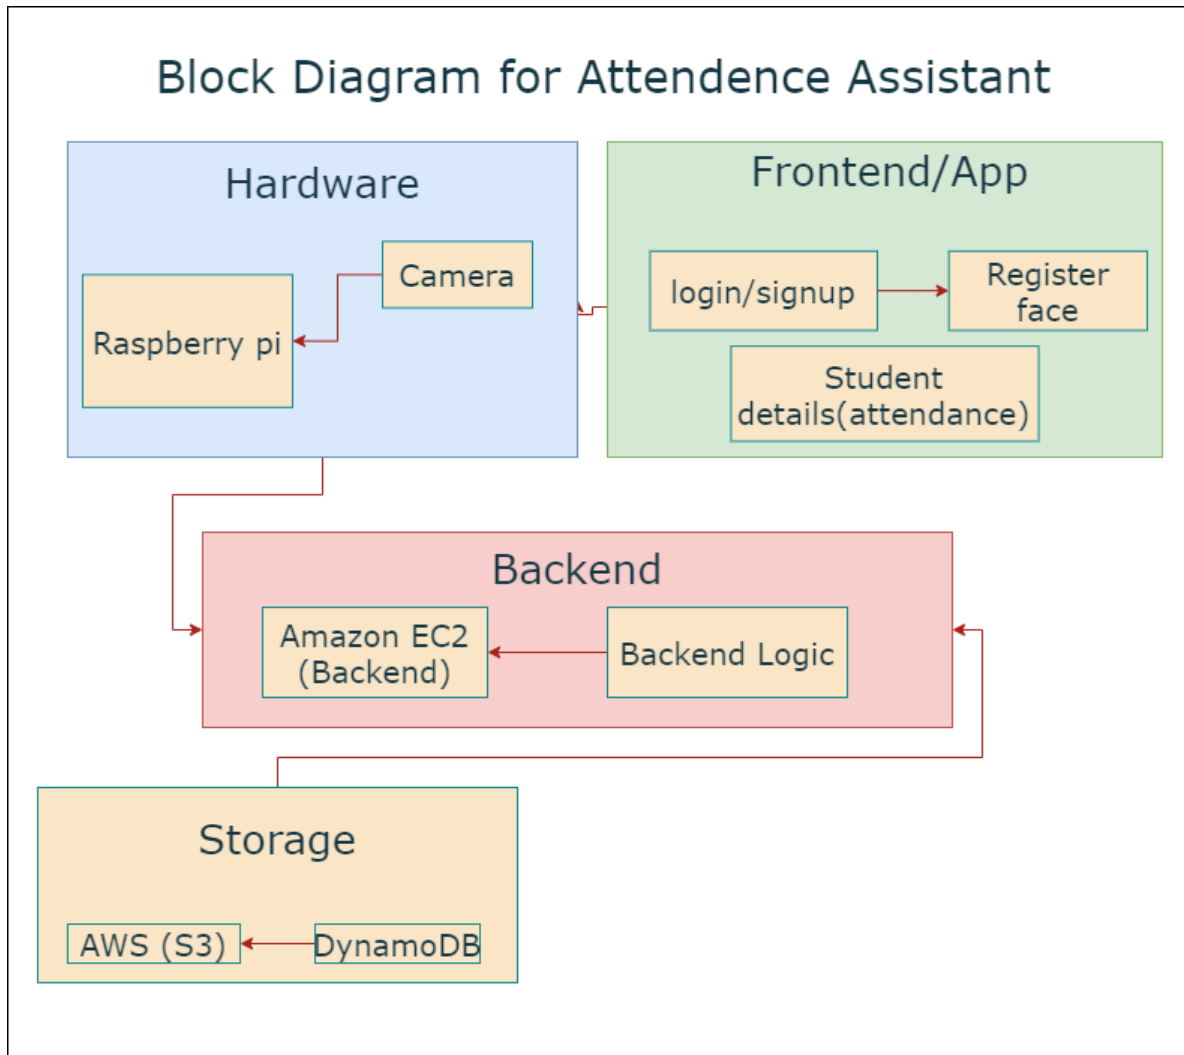 Block Diagram for Attendence Assistant
Hardware
Camera
Raspberry pi
Frontend/App
login/signup
Register
face
Student
details(attendance)
Backend
Amazon EC2
(Backend)
Backend Logic
Storage
AWS (S3)
DynamoDB